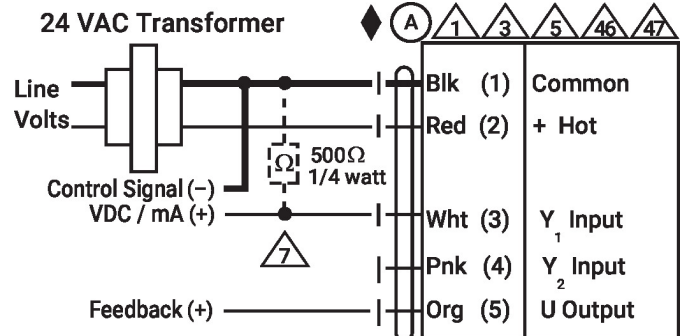 24 VAC Transformer
A 1 3 5 46 47
Line
Volts
Blk (1) Common
Red (2) + Hot
Ω 500Ω
1/4 watt
Control Signal (−)
VDC / mA (+)
Wht (3) Y1 Input
7
Pnk (4) Y2 Input
Feedback (+)
Org (5) U Output